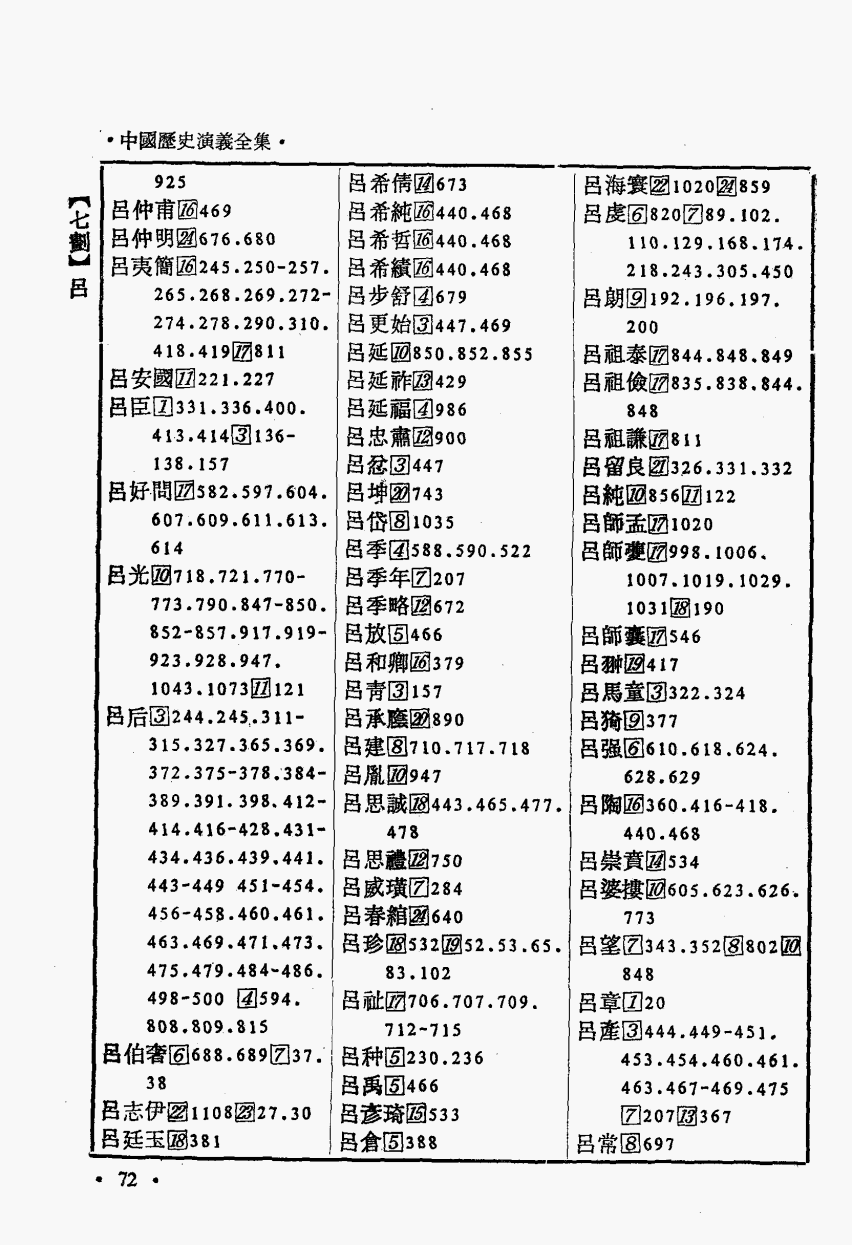 •中國歷史演義全集•
【七劃】呂
925
呂仲甫[16]469
呂仲明[21]676.680
呂夷簡[16]245.250-257.
265.268.269.272-
274.278.290.310.
418.419[17]811
呂安國[11]221.227
呂臣[1]331.336.400.
413.414[3]136-
138.157
呂好問[17]582.597.604.
607.609.611.613.
614
呂光[10]718.721.770-
773.790.847-850.
852-857.917.919-
923.928.947.
1043.1073[11]121
呂后[3]244.245.311-
315.327.365.369.
372.375-378.384-
389.391.398.412-
414.416-428.431-
434.436.439.441.
443-449 451-454.
456-458.460.461.
463.469.471.473.
475.479.484-486.
498-500 [4]594.
808.809.815
呂伯奢[6]688.689[7]37.
38
呂志伊[22]1108[23]27.30
呂廷玉[18]381
呂希倩[14]673
呂希純[16]440.468
呂希哲[16]440.468
呂希績[16]440.468
呂步舒[4]679
呂更始[3]447.469
呂延[10]850.852.855
呂延祚[13]429
呂延福[4]986
呂忠肅[12]900
呂忿[3]447
呂坤[20]743
呂岱[8]1035
呂季[4]588.590.522
呂季年[7]207
呂季略[12]672
呂放[5]466
呂和卿[16]379
呂青[3]157
呂承廕[20]890
呂建[8]710.717.718
呂胤[10]947
呂思誠[18]443.465.477.
478
呂思禮[12]750
呂威璜[7]284
呂春綰[24]640
呂珍[18]532[19]52.53.65.
83.102
呂祉[17]706.707.709.
712-715
呂种[5]230.236
呂禹[5]466
呂彥琦[15]533
呂倉[5]388
呂海寰[22]1020[24]859
呂虔[6]820[7]89.102.
110.129.168.174.
218.243.305.450
呂朗[9]192.196.197.
200
呂祖泰[17]844.848.849
呂祖儉[17]835.838.844.
848
呂祖謙[17]811
呂留良[21]326.331.332
呂純[10]856[11]122
呂師孟[17]1020
呂師夔[17]998.1006.
1007.1019.1029.
1031[18]190
呂師囊[17]546
呂翀[19]417
呂馬童[3]322.324
呂猗[9]377
呂强[6]610.618.624.
628.629
呂陶[16]360.416-418.
440.468
呂崇賁[14]534
呂婆摟[10]605.623.626.
773
呂望[7]343.352[8]802[10]
848
呂章[1]20
呂產[3]444.449-451.
453.454.460.461.
463.467-469.475
[7]207[13]367
呂常[8]697
• 72 •